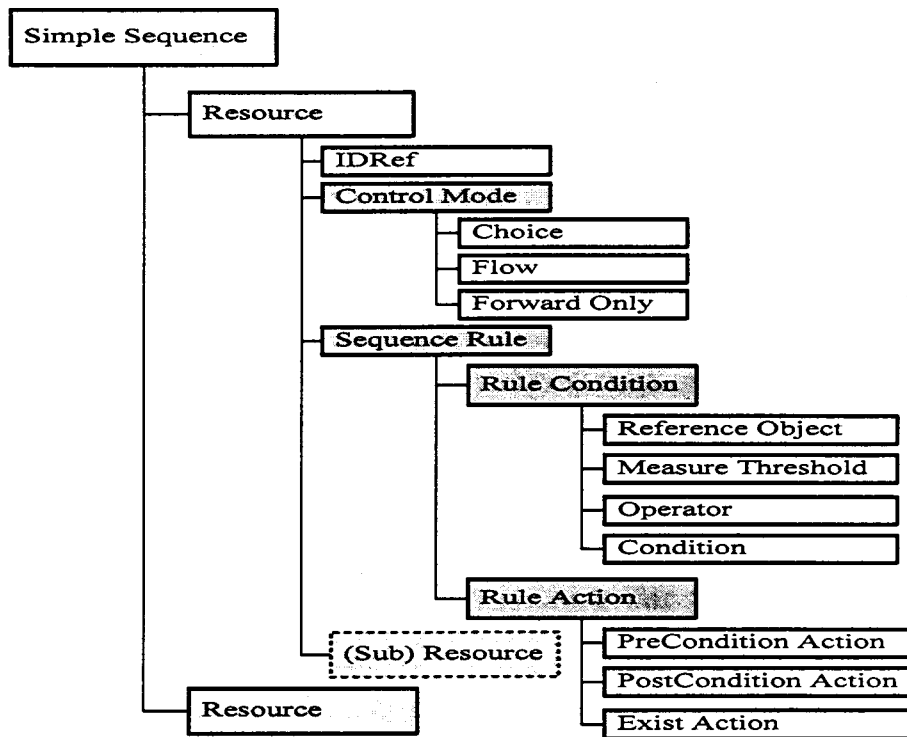 Simple Sequence
Resource
IDRef
Control Mode
Choice
Flow
Forward Only
Sequence Rule
Rule Condition
Reference Object
Measure Threshold
Operator
Condition
Rule Action
PreCondition Action
PostCondition Action
Exist Action
(Sub) Resource
Resource